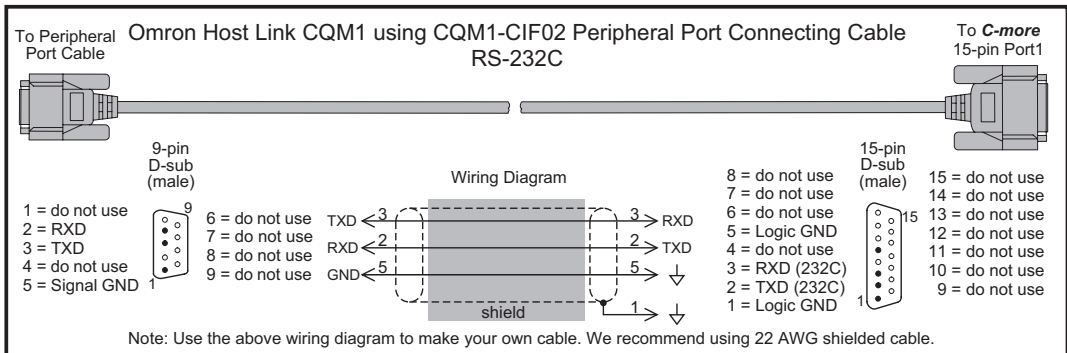 To Peripheral
Port Cable
Omron Host Link CQM1 using CQM1-CIF02 Peripheral Port Connecting Cable
RS-232C
To C-more
15-pin Port1
9-pin
D-sub
(male)
1 = do not use
2 = RXD
3 = TXD
4 = do not use
5 = Signal GND
9
1
6 = do not use
7 = do not use
8 = do not use
9 = do not use
Wiring Diagram
TXD 3 3 RXD
RXD 2 2 TXD
GND 5 5
shield
1
8 = do not use
7 = do not use
6 = do not use
5 = Logic GND
4 = do not use
3 = RXD (232C)
2 = TXD (232C)
1 = Logic GND
15-pin
D-sub
(male)
15
1
15 = do not use
14 = do not use
13 = do not use
12 = do not use
11 = do not use
10 = do not use
9 = do not use
Note: Use the above wiring diagram to make your own cable. We recommend using 22 AWG shielded cable.